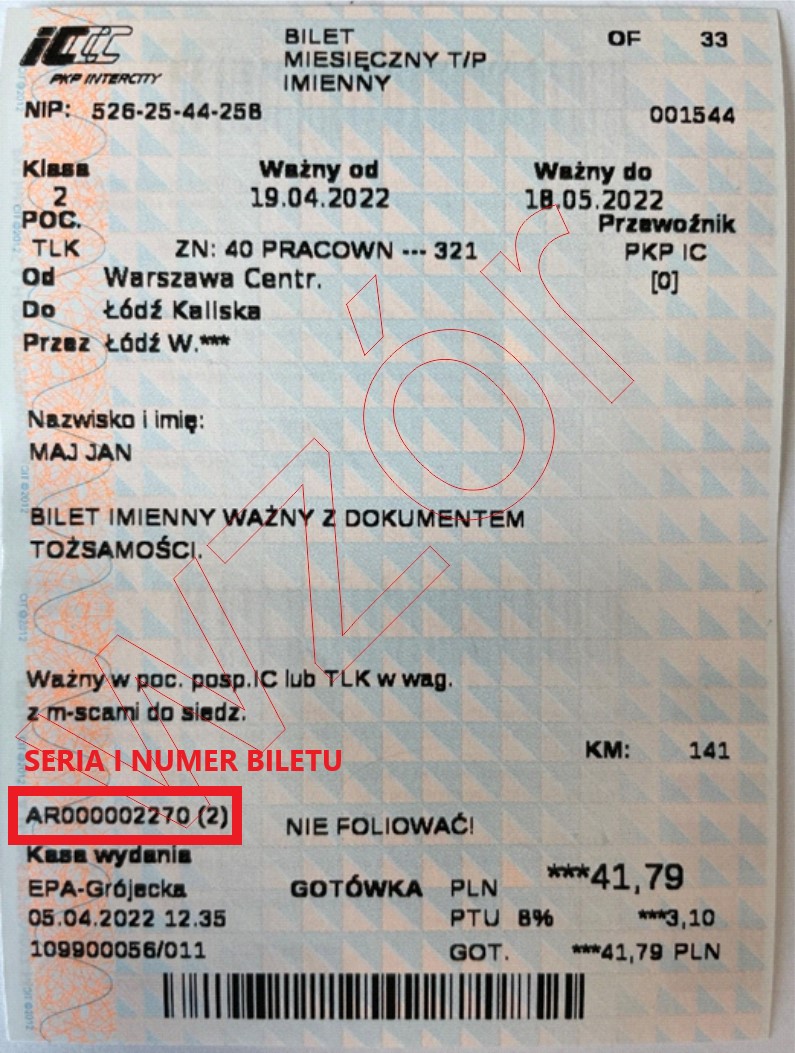 iC
PKP INTERCITY
BILET
MIESIĘCZNY T/P
IMIENNY
OF 33
NIP: 526-25-44-258
001544
Klasa Ważny od Ważny do
2 19.04.2022 18.05.2022
POC. Przewoźnik
TLK ZN: 40 PRACOWN --- 321 PKP IC
Od Warszawa Centr. [0]
Do Łódź Kaliska
Przez Łódź W.***
Nazwisko i imię:
MAJ JAN
BILET IMIENNY WAŻNY Z DOKUMENTEM
TOŻSAMOŚCI.
Wzór
Ważny w poc. posp.IC lub TLK w wag.
z m-scami do siedz.
SERIA I NUMER BILETU
KM: 141
AR000002270 (2)
NIE FOLIOWAĆ!
Kasa wydania
EPA-Grójecka GOTÓWKA PLN ***41,79
05.04.2022 12.35 PTU 8% ***3,10
109900056/011 GOT. ***41,79 PLN